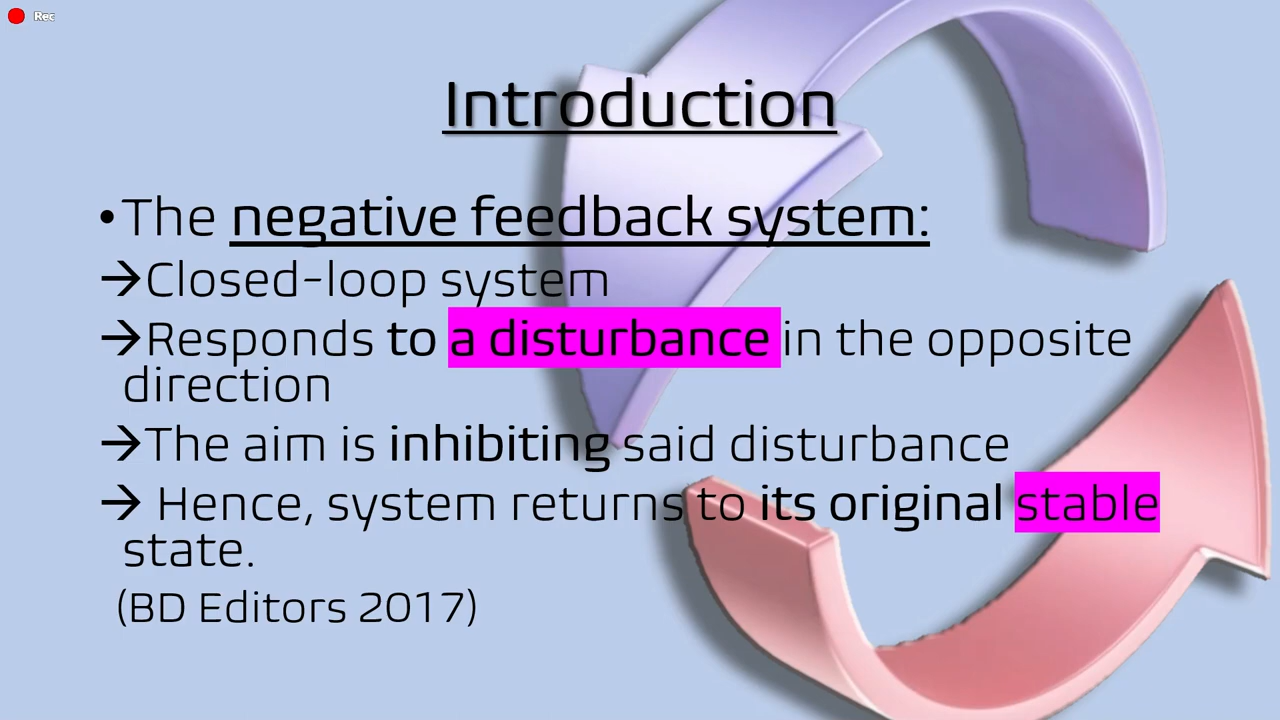 Rec
Introduction
•The negative feedback system:
→Closed-loop system
→Responds to a disturbance in the opposite
direction
→The aim is inhibiting said disturbance
→ Hence, system returns to its original stable
state.
(BD Editors 2017)